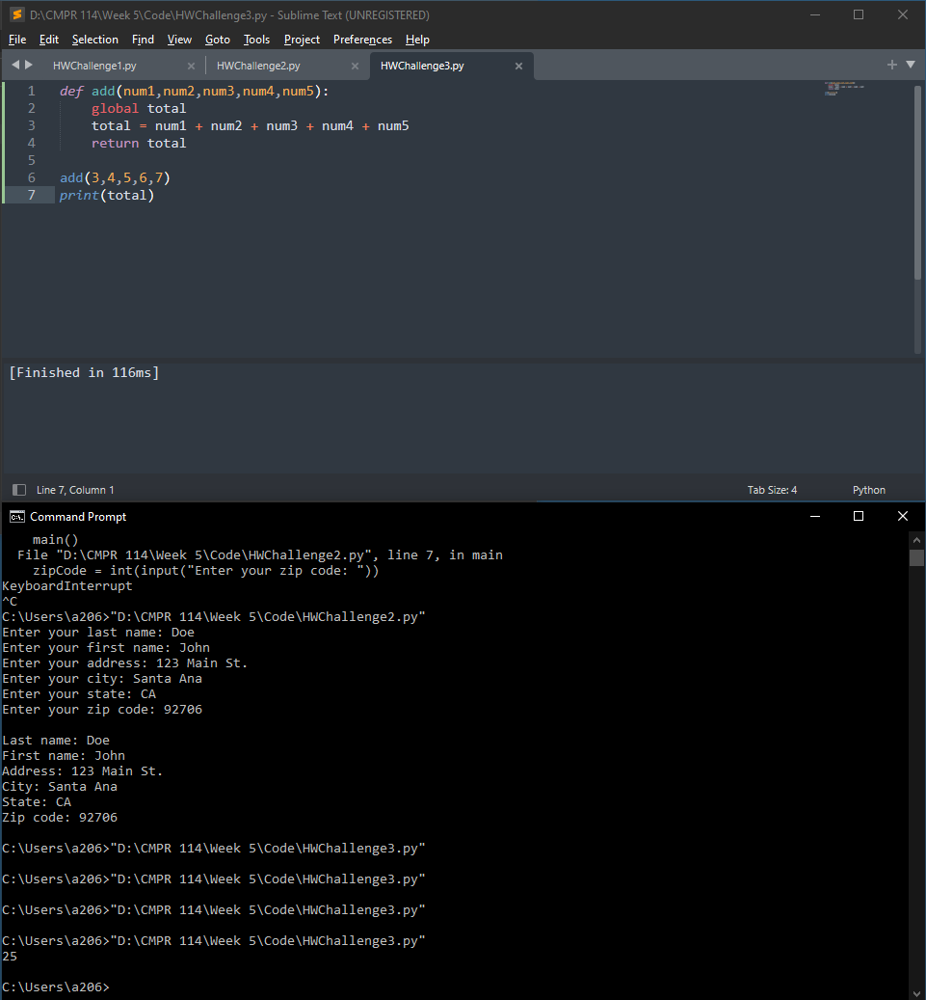 D:\CMPR 114\Week 5\Code\HWChallenge3.py - Sublime Text (UNREGISTERED)
File Edit Selection Find View Goto Tools Project Preferences Help
HWChallenge1.py HWChallenge2.py HWChallenge3.py
1 def add(num1,num2,num3,num4,num5):
2 global total
3 total = num1 + num2 + num3 + num4 + num5
4 return total
5
6 add(3,4,5,6,7)
7 print(total)
[Finished in 116ms]
Line 7, Column 1 Tab Size: 4 Python
C:\. Command Prompt
main()
File "D:\CMPR 114\Week 5\Code\HWChallenge2.py", line 7, in main
zipCode = int(input("Enter your zip code: "))
KeyboardInterrupt
^C
C:\Users\a206>"D:\CMPR 114\Week 5\Code\HWChallenge2.py"
Enter your last name: Doe
Enter your first name: John
Enter your address: 123 Main St.
Enter your city: Santa Ana
Enter your state: CA
Enter your zip code: 92706
Last name: Doe
First name: John
Address: 123 Main St.
City: Santa Ana
State: CA
Zip code: 92706
C:\Users\a206>"D:\CMPR 114\Week 5\Code\HWChallenge3.py"
C:\Users\a206>"D:\CMPR 114\Week 5\Code\HWChallenge3.py"
C:\Users\a206>"D:\CMPR 114\Week 5\Code\HWChallenge3.py"
C:\Users\a206>"D:\CMPR 114\Week 5\Code\HWChallenge3.py"
25
C:\Users\a206>